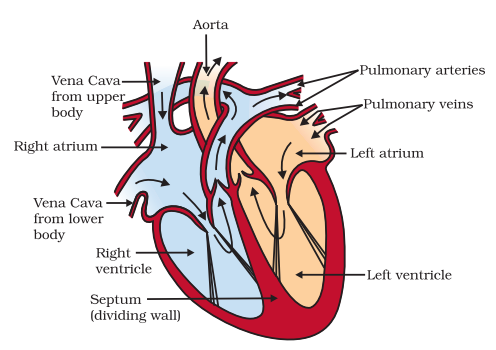 Aorta
Vena Cava
from upper
body
Pulmonary arteries
Pulmonary veins
Right atrium
Left atrium
Vena Cava
from lower
body
Right
ventricle
Left ventricle
Septum
(dividing wall)